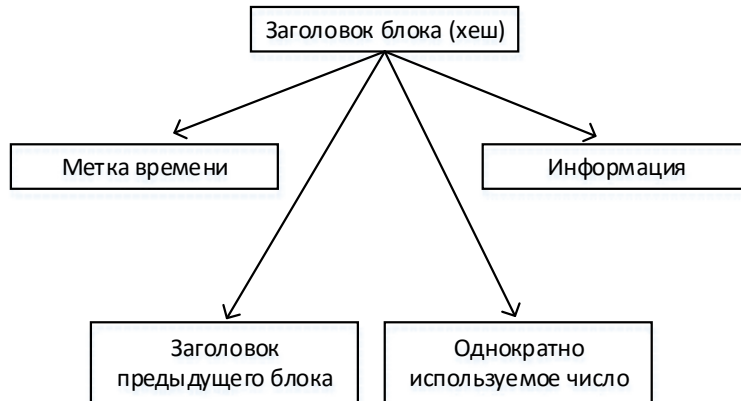 Заголовок блока (хеш)
Метка времени
Информация
Заголовок
предыдущего блока
Однократно
используемое число